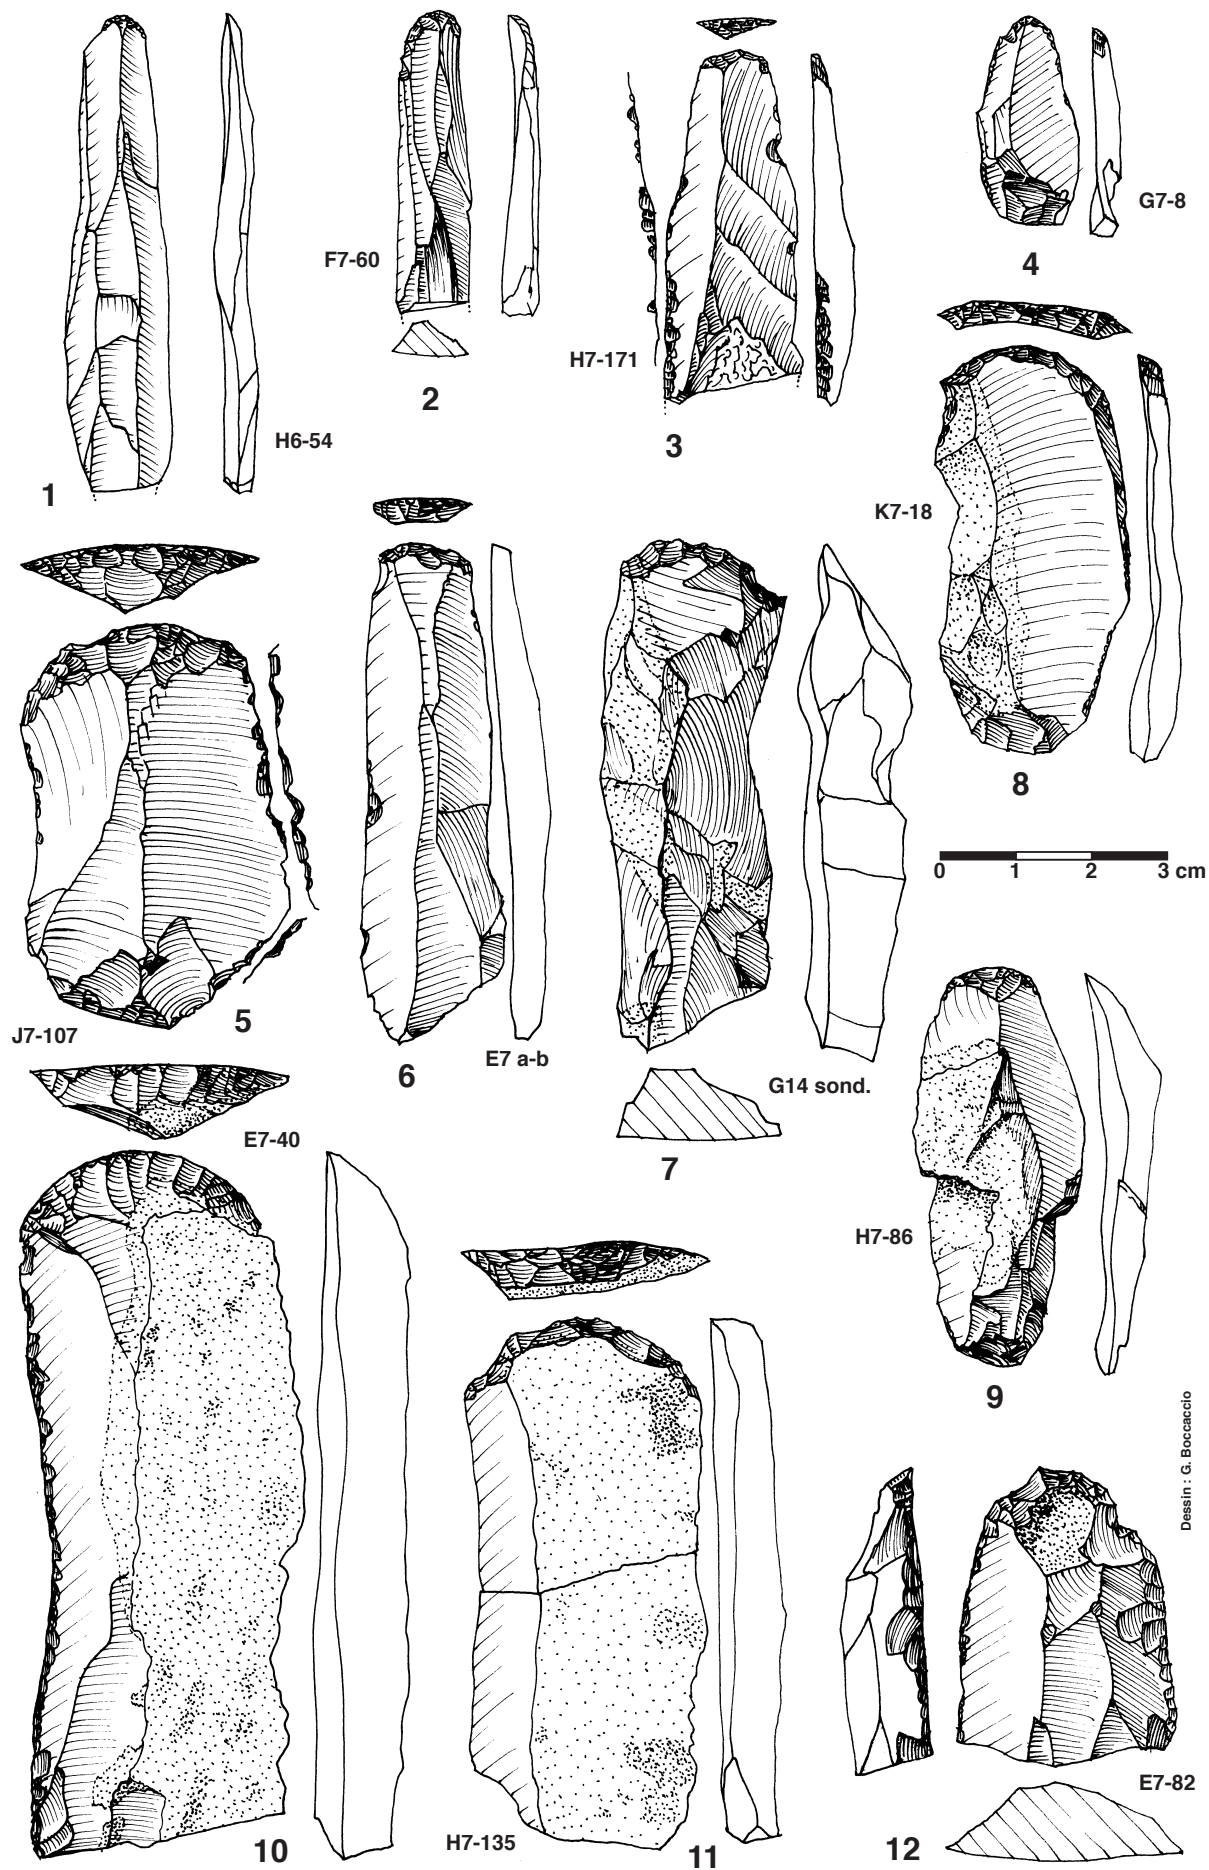 H6-54
1
F7-60
2
H7-171
3
G7-8
4
J7-107
5
E7 a-b
6
G14 sond.
7
K7-18
8
0 1 2 3 cm
H7-86
9
E7-40
10
H7-135
11
E7-82
12
Dessin : G. Boccaccio